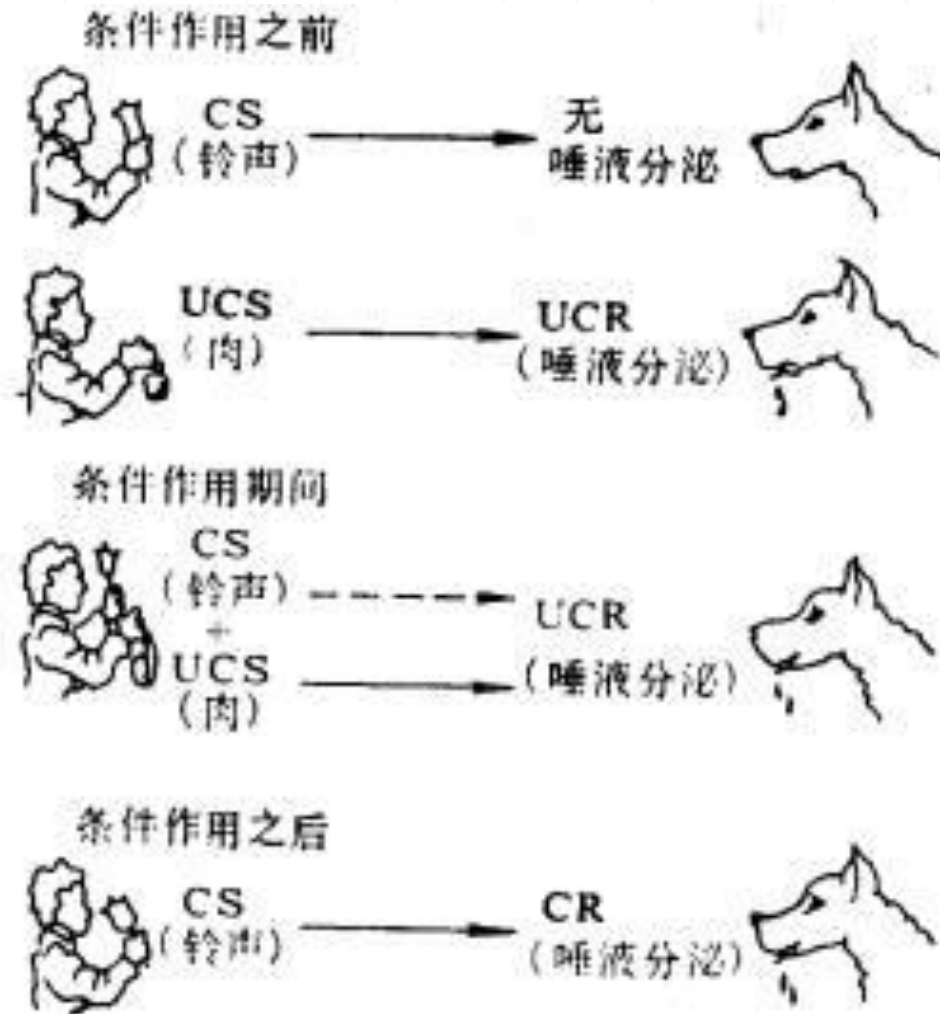 条件作用之前
CS
(铃声)
无
唾液分泌
UCS
(肉)
UCR
(唾液分泌)
条件作用期间
CS
(铃声)
+
UCS
(肉)
UCR
(唾液分泌)
条件作用之后
CS
(铃声)
CR
(唾液分泌)